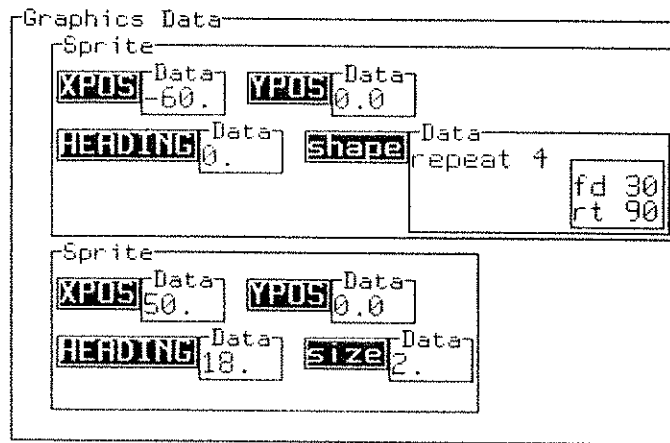 Graphics Data
Sprite
XPOS Data -60. YPOS Data 0.0
HEADING Data 0. shape Data repeat 4
fd 30
rt 90
Sprite
XPOS Data 50. YPOS Data 0.0
HEADING Data 18. size Data 2.